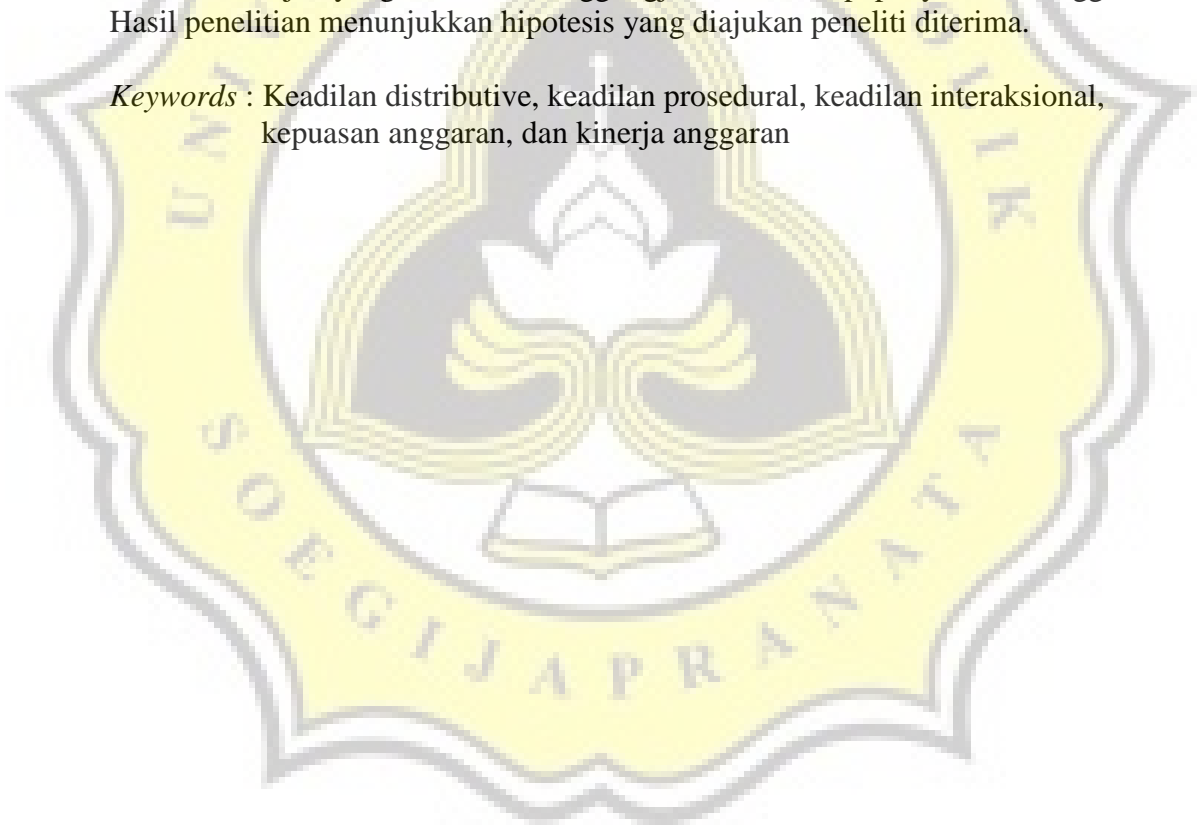 Hasil penelitian menunjukkan hipotesis yang diajukan peneliti diterima.
Keywords : Keadilan distributive, keadilan prosedural, keadilan interaksional,
kepuasan anggaran, dan kinerja anggaran
SOEGIJAPRANATA